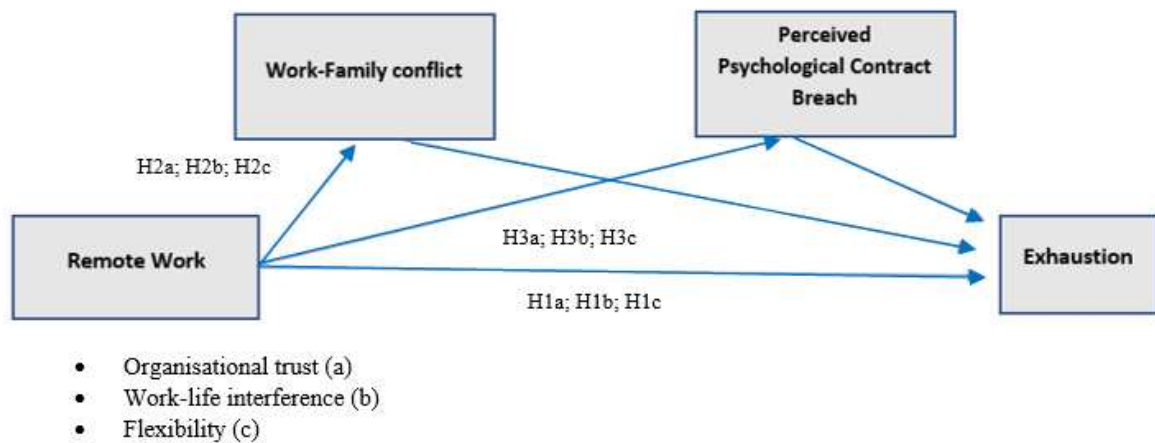 Work-Family conflict
Perceived
Psychological Contract
Breach
H2a; H2b; H2c
Remote Work
H3a; H3b; H3c
Exhaustion
H1a; H1b; H1c
• Organisational trust (a)
• Work-life interference (b)
• Flexibility (c)